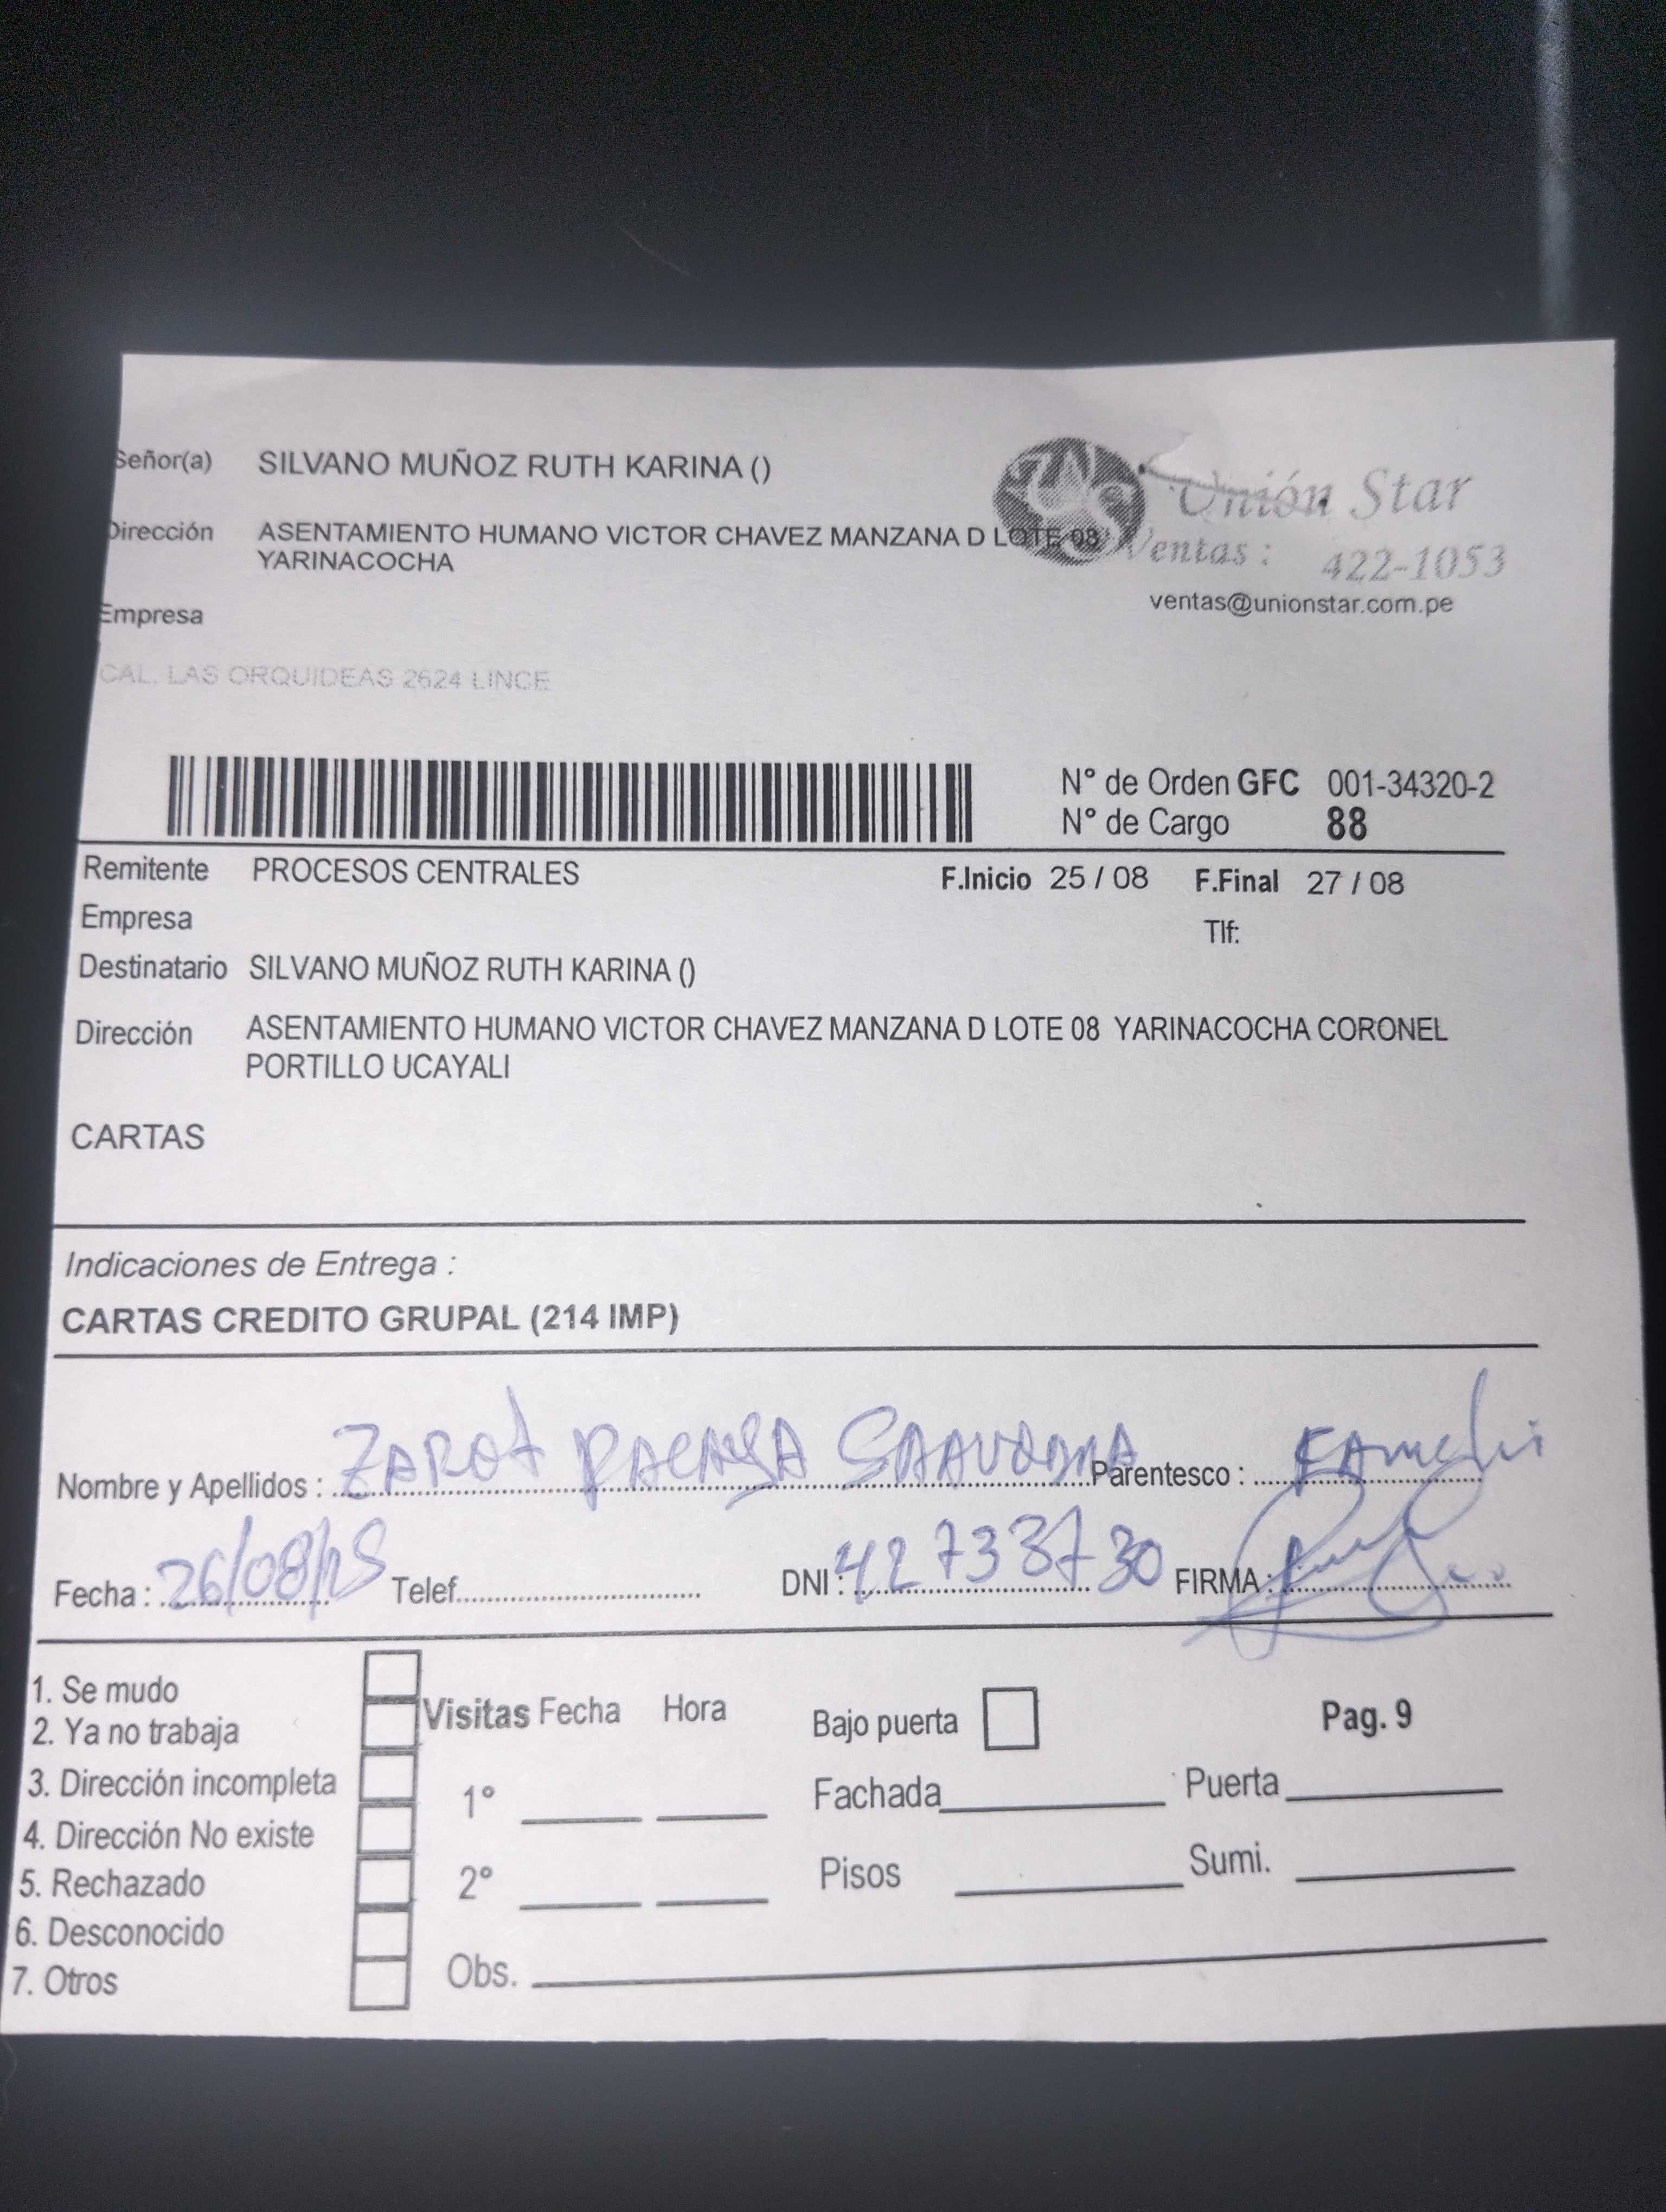 Señor(a) SILVANO MUÑOZ RUTH KARINA ()
Unión Star
Dirección ASENTAMIENTO HUMANO VICTOR CHAVEZ MANZANA D LOTE 08
YARINACOCHA
Ventas : 422-1053
ventas@unionstar.com.pe
Empresa
CAL. LAS ORQUIDEAS 2624 LINCE
N° de Orden GFC 001-34320-2
N° de Cargo 88
Remitente PROCESOS CENTRALES F.Inicio 25 / 08 F.Final 27 / 08
Empresa Tlf:
Destinatario SILVANO MUÑOZ RUTH KARINA ()
Dirección ASENTAMIENTO HUMANO VICTOR CHAVEZ MANZANA D LOTE 08 YARINACOCHA CORONEL
PORTILLO UCAYALI
CARTAS
Indicaciones de Entrega :
CARTAS CREDITO GRUPAL (214 IMP)
Nombre y Apellidos : Parentesco :
Fecha : 26/08/25 Telef. DNI : FIRMA :
1. Se mudo
2. Ya no trabaja
3. Dirección incompleta
4. Dirección No existe
5. Rechazado
6. Desconocido
7. Otros
Visitas Fecha Hora
1°
2°
Obs.
Bajo puerta
Pag. 9
Fachada Puerta
Pisos Sumi.